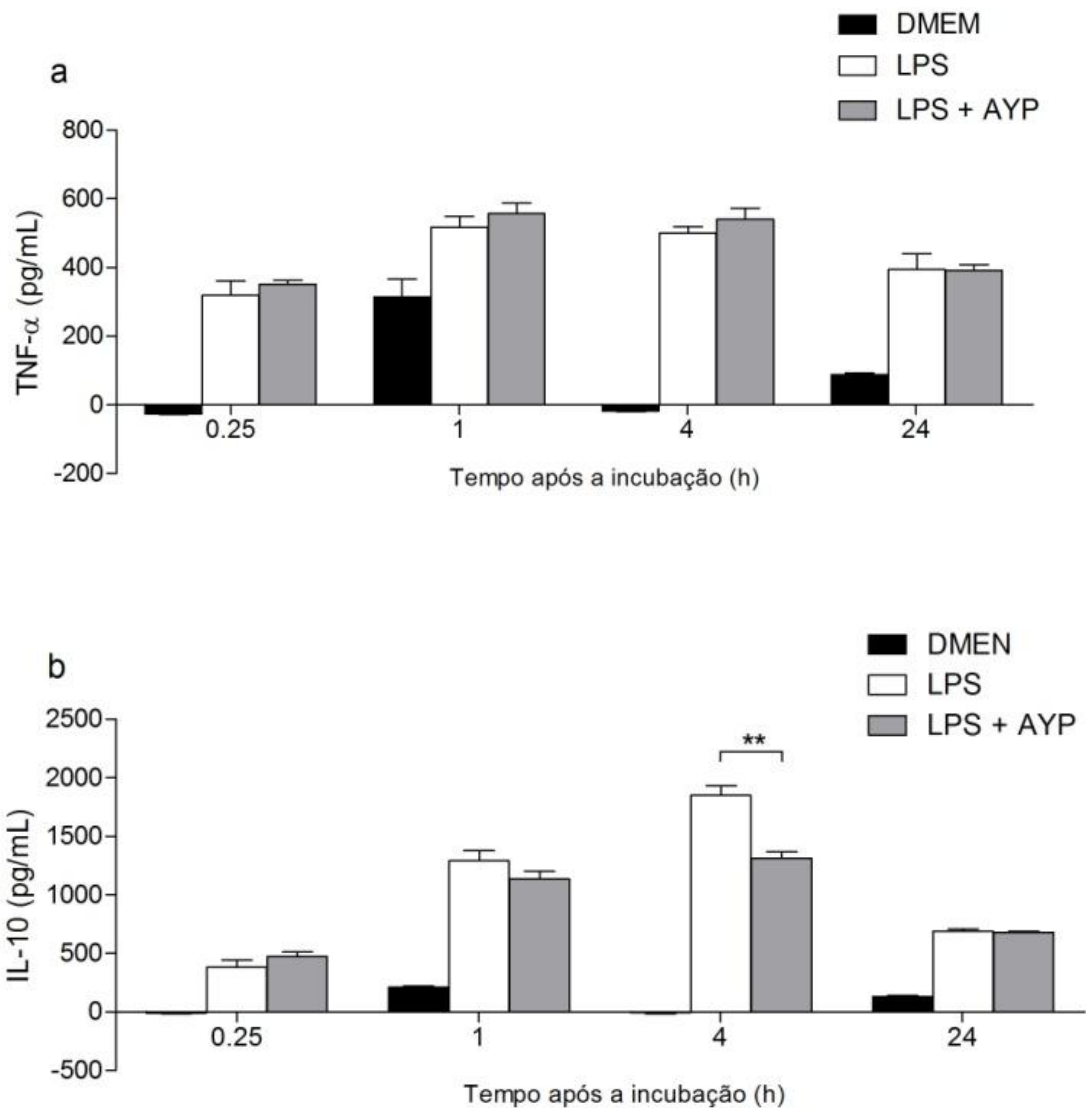 DMEM
LPS
LPS + AYP
a
800
600
400
200
0
-200
TNF-α (pg/mL)
0.25 1 4 24
Tempo após a incubação (h)
DMEN
LPS
LPS + AYP
b
2500
2000
1500
1000
500
0
-500
IL-10 (pg/mL)
**
0.25 1 4 24
Tempo após a incubação (h)